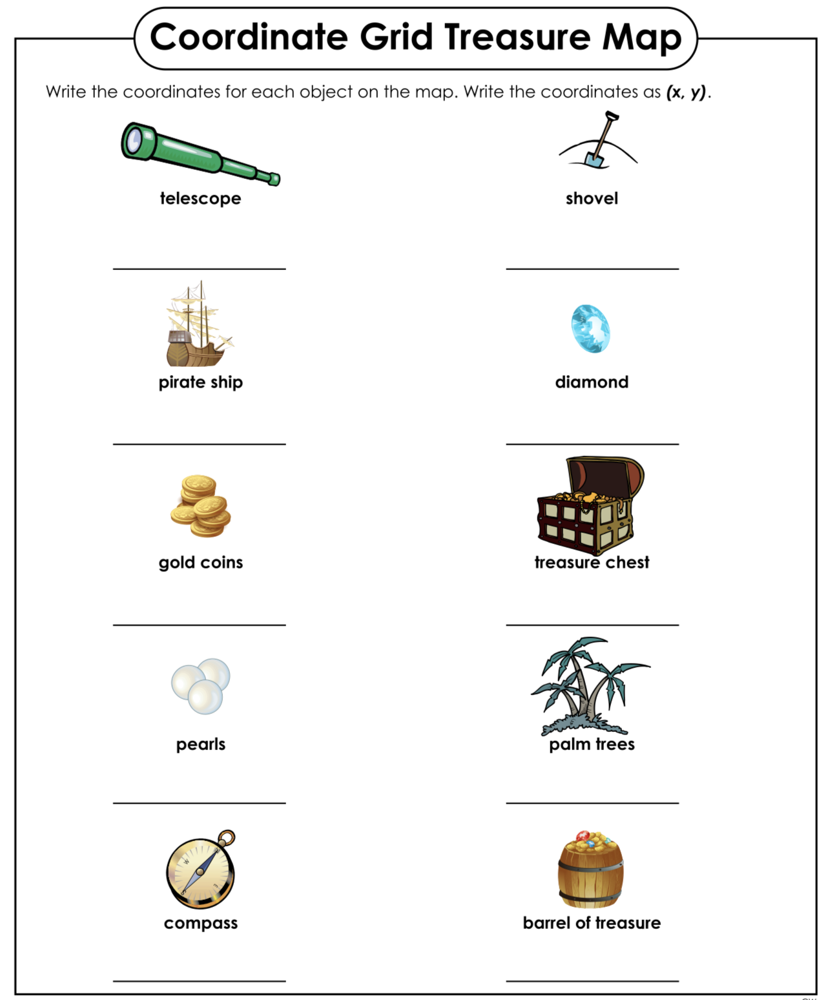 Coordinate Grid Treasure Map
Write the coordinates for each object on the map. Write the coordinates as (x, y).
telescope
shovel
pirate ship
diamond
gold coins
treasure chest
pearls
palm trees
W
N
S
E
compass
barrel of treasure